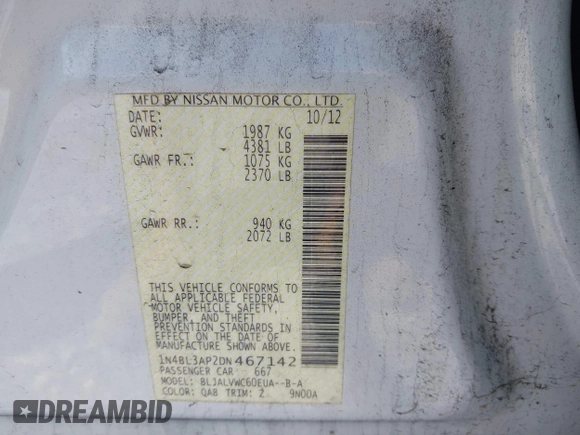 MFD BY NISSAN MOTOR CO., LTD.
DATE: 10/12
GVWR: 1987 KG
4381 LB
GAWR FR.: 1075 KG
2370 LB
GAWR RR.: 940 KG
2072 LB
THIS VEHICLE CONFORMS TO
ALL APPLICABLE FEDERAL
MOTOR VEHICLE SAFETY,
BUMPER, AND THEFT
PREVENTION STANDARDS IN
EFFECT ON THE DATE OF
MANUFACTURE SHOWN ABOVE.
1N4BL3AP2DN467142
PASSENGER CAR 667
MODEL: BLJALVWC60EUA--B-A
COLOR: QAB TRIM: Z 9N00A
DREAMBID